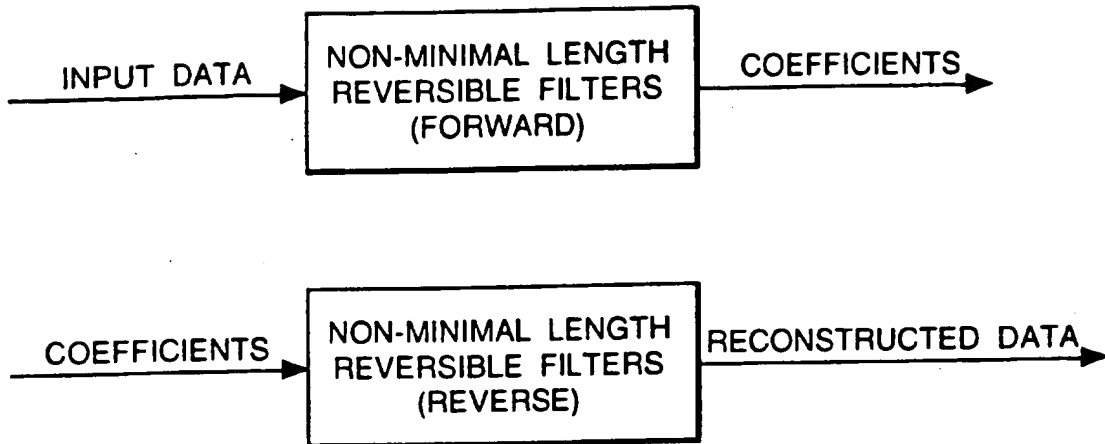 INPUT DATA
NON-MINIMAL LENGTH
REVERSIBLE FILTERS
(FORWARD)
COEFFICIENTS
COEFFICIENTS
NON-MINIMAL LENGTH
REVERSIBLE FILTERS
(REVERSE)
RECONSTRUCTED DATA